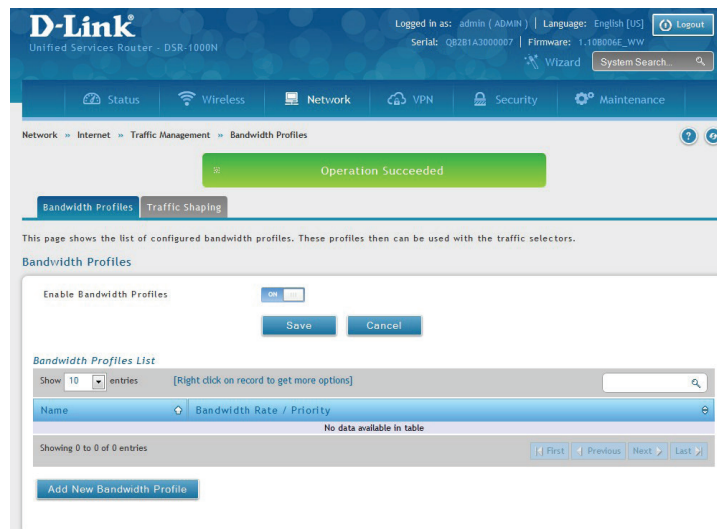 D-Link
Logged in as: admin ( ADMIN ) | Language: English [US] Logout
Unified Services Router - DSR-1000N
Serial: QB2B1A3000007 | Firmware: 1.10B006E_WW
Wizard System Search...
Status Wireless Network VPN Security Maintenance
Network » Internet » Traffic Management » Bandwidth Profiles
Operation Succeeded
Bandwidth Profiles Traffic Shaping
This page shows the list of configured bandwidth profiles. These profiles then can be used with the traffic selectors.
Bandwidth Profiles
Enable Bandwidth Profiles ON
Save Cancel
Bandwidth Profiles List
Show 10 entries [Right click on record to get more options]
Name Bandwidth Rate / Priority
No data available in table
Showing 0 to 0 of 0 entries First Previous Next Last
Add New Bandwidth Profile